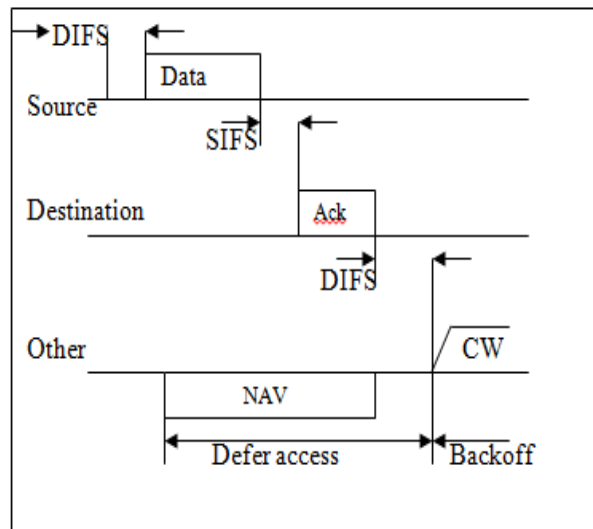 DIFS
Data
Source
SIFS
Destination
Ack
DIFS
Other
CW
NAV
Defer access
Backoff